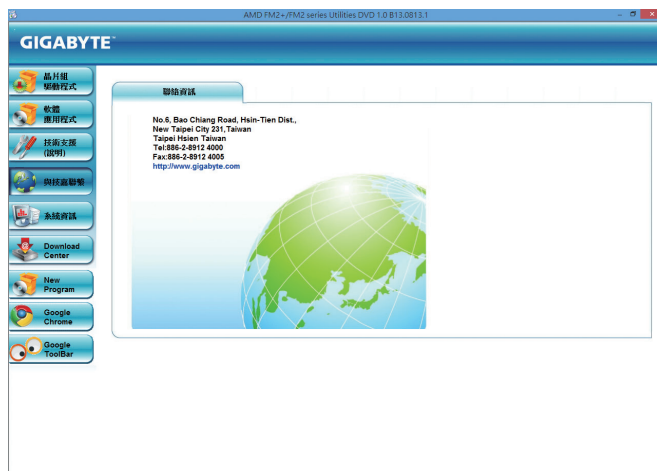 AMD FM2+/FM2 series Utilities DVD 1.0 B13.0813.1
GIGABYTE™
晶片組
驅動程式
軟體
應用程式
技術支援
(說明)
與技嘉聯繫
系統資訊
Download
Center
New
Program
Google
Chrome
Google
ToolBar
聯絡資訊
No.6, Bao Chiang Road, Hsin-Tien Dist.,
New Taipei City 231,Taiwan
Taipei Hsien Taiwan
Tel:886-2-8912 4000
Fax:886-2-8912 4005
http://www.gigabyte.com